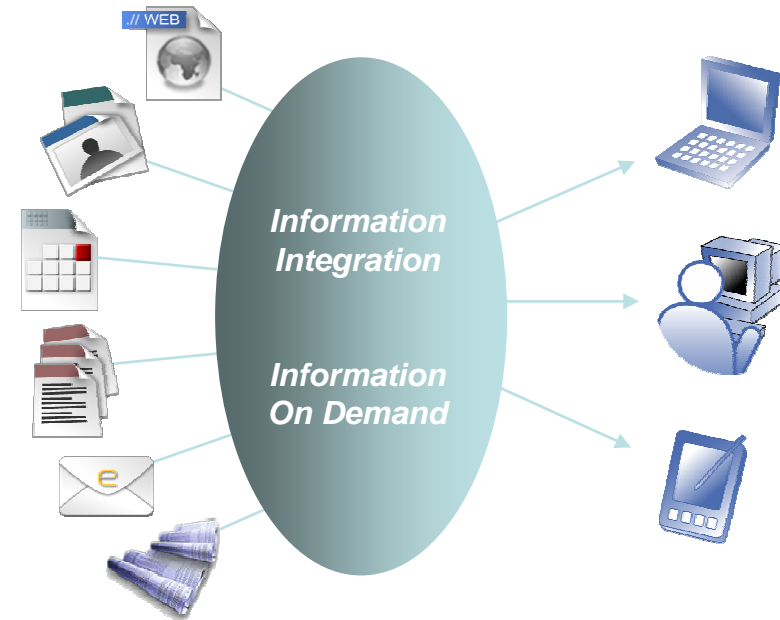 .// WEB
Information
Integration
Information
On Demand
e